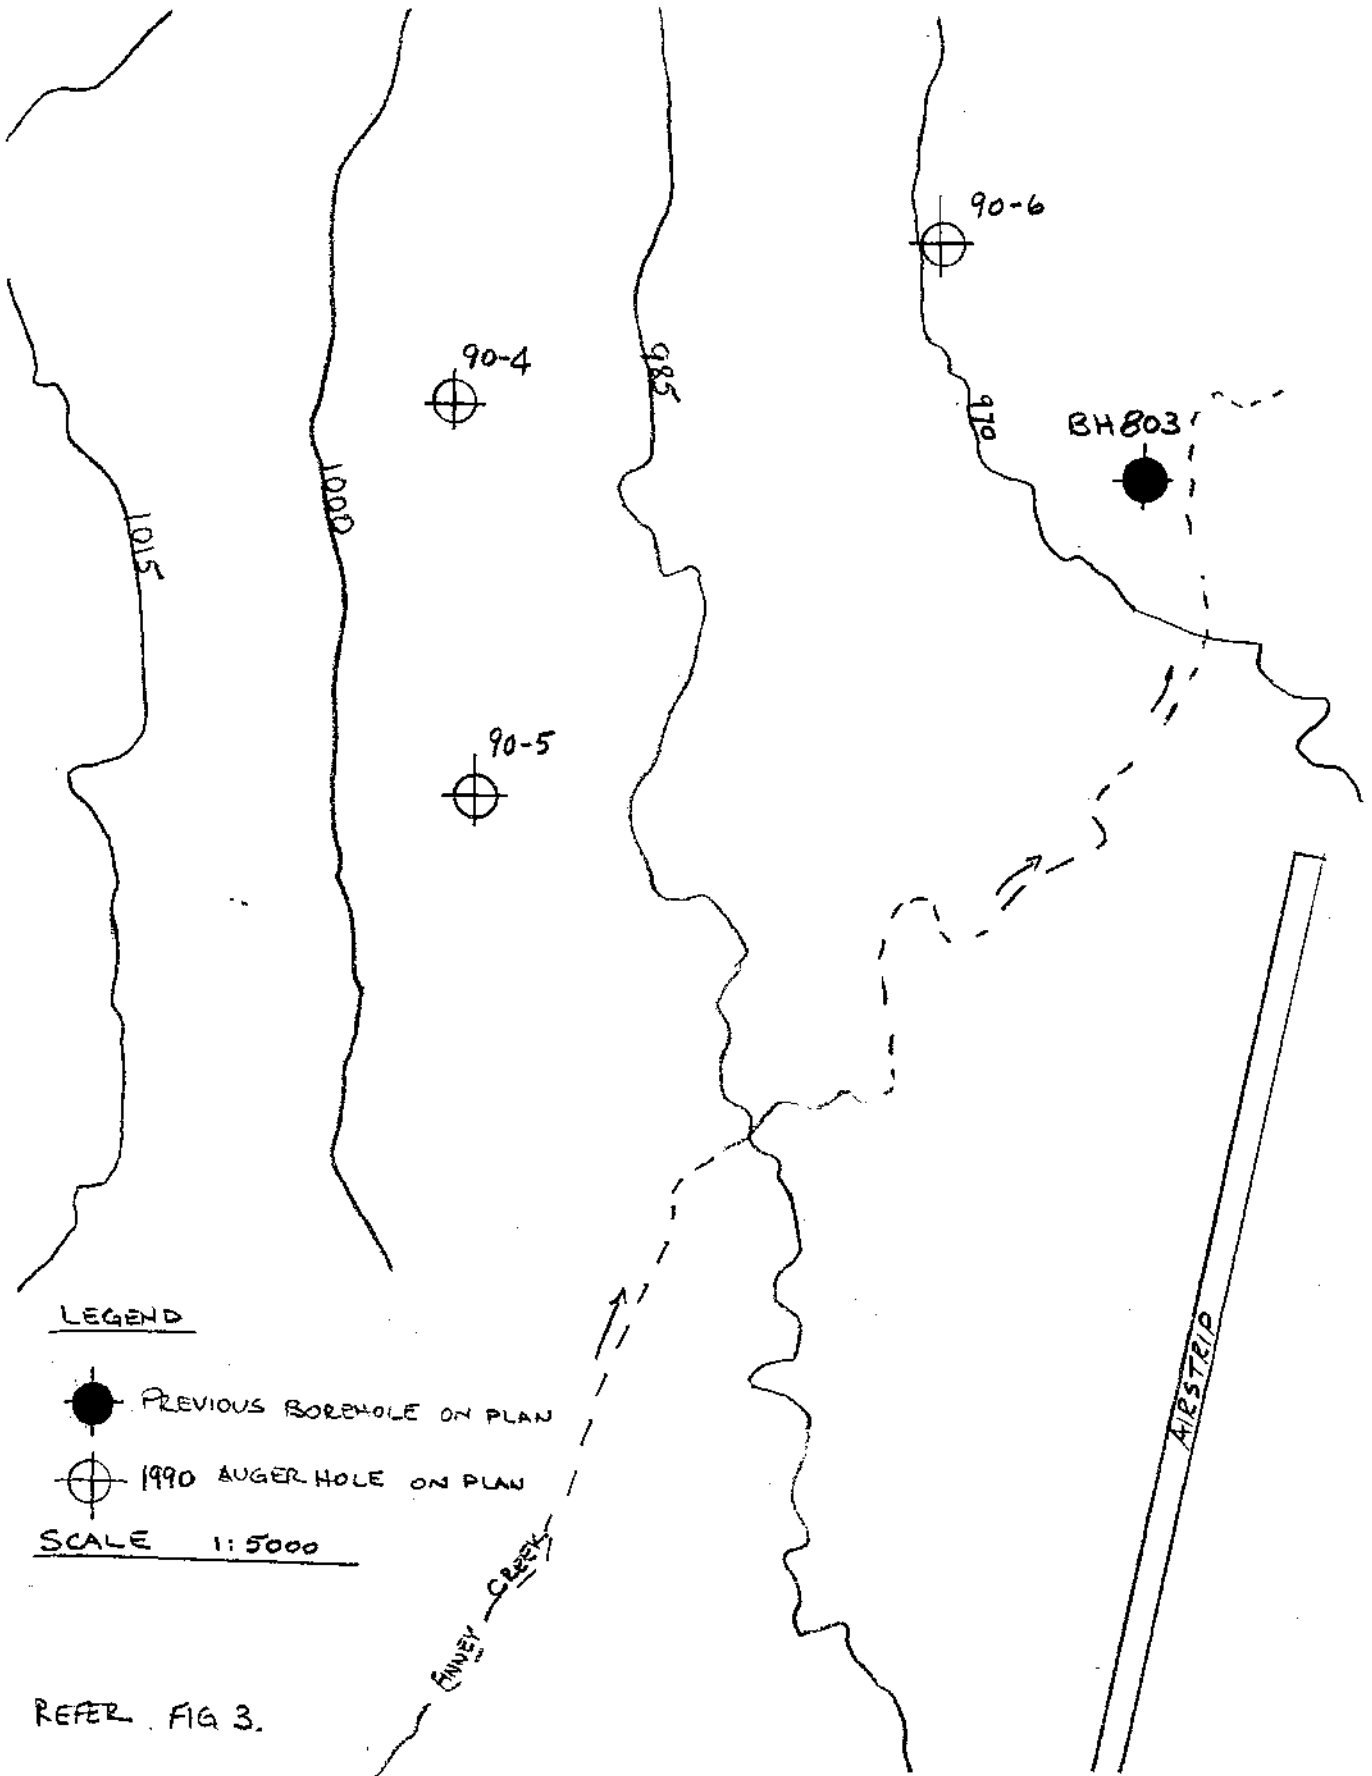 90-6
90-4
985
970
BH803
1000
1015
90-5
LEGEND
PREVIOUS BOREHOLE ON PLAN
1990 AUGER HOLE ON PLAN
SCALE 1:5000
AIRSTRIP
CREEK
REFER FIG 3.